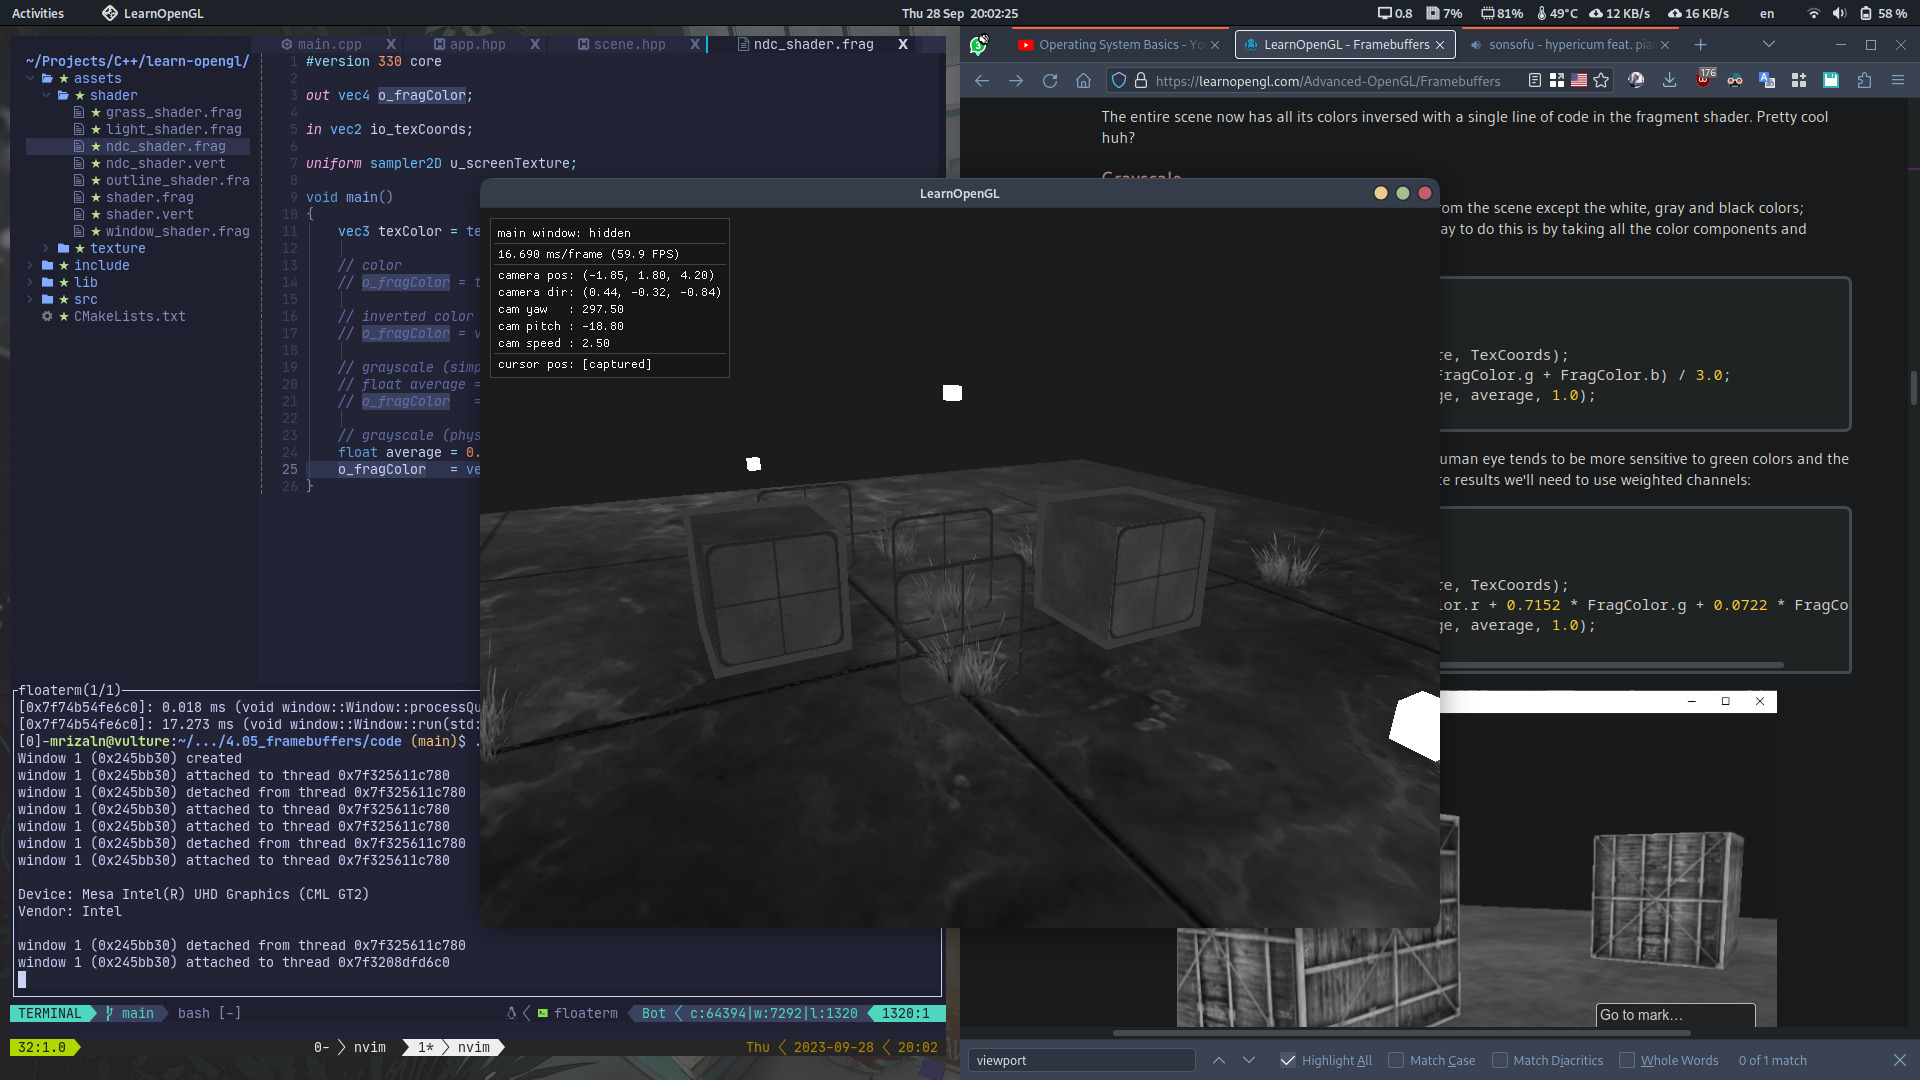 Activities
LearnOpenGL
Thu 28 Sep 20:02:25
0.8
7%
81%
49°C
12 KB/s
16 KB/s
en
58 %
main.cpp X
app.hpp X
scene.hpp X
ndc_shader.frag X
~/Projects/C++/learn-opengl/
assets
shader
grass_shader.frag
light_shader.frag
ndc_shader.frag
ndc_shader.vert
outline_shader.fra
shader.frag
shader.vert
window_shader.frag
texture
include
lib
src
CMakeLists.txt
1 #version 330 core
2
3 out vec4 o_fragColor;
4
5 in vec2 io_texCoords;
6
7 uniform sampler2D u_screenTexture;
8
9 void main()
10 {
11 vec3 texColor = te
12
13 // color
14 // o_fragColor = t
15
16 // inverted color
17 // o_fragColor = v
18
19 // grayscale (simp
20 // float average =
21 // o_fragColor =
22
23 // grayscale (phys
24 float average = 0.
25 o_fragColor = ve
26 }
floaterm(1/1)
[0x7f74b54fe6c0]: 0.018 ms (void window::Window::processQu
[0x7f74b54fe6c0]: 17.273 ms (void window::Window::run(std:
[0]-mrizaln@vulture:~/.../4.05_framebuffers/code (main)$ .
Window 1 (0x245bb30) created
window 1 (0x245bb30) attached to thread 0x7f325611c780
window 1 (0x245bb30) detached from thread 0x7f325611c780
window 1 (0x245bb30) attached to thread 0x7f325611c780
window 1 (0x245bb30) attached to thread 0x7f325611c780
window 1 (0x245bb30) detached from thread 0x7f325611c780
window 1 (0x245bb30) attached to thread 0x7f325611c780
Device: Mesa Intel(R) UHD Graphics (CML GT2)
Vendor: Intel
window 1 (0x245bb30) detached from thread 0x7f325611c780
window 1 (0x245bb30) attached to thread 0x7f3208dfd6c0
TERMINAL main bash [-] floaterm Bot c:64394|w:7292|l:1320 1320:1
32:1.0 0- nvim 1* nvim Thu 2023-09-28 20:02
LearnOpenGL
main window: hidden
16.690 ms/frame (59.9 FPS)
camera pos: (-1.85, 1.80, 4.20)
camera dir: (0.44, -0.32, -0.84)
cam yaw : 297.50
cam pitch : -18.80
cam speed : 2.50
cursor pos: [captured]
3
Operating System Basics - Yo
LearnOpenGL - Framebuffers
sonsofu - hypericum feat. pia
https://learnopengl.com/Advanced-OpenGL/Framebuffers
176
The entire scene now has all its colors inversed with a single line of code in the fragment shader. Pretty cool
huh?
Grayscale
om the scene except the white, gray and black colors;
ay to do this is by taking all the color components and
re, TexCoords);
FragColor.g + FragColor.b) / 3.0;
ge, average, 1.0);
uman eye tends to be more sensitive to green colors and the
te results we'll need to use weighted channels:
re, TexCoords);
lor.r + 0.7152 * FragColor.g + 0.0722 * FragCo
ge, average, 1.0);
Go to mark...
viewport
Highlight All
Match Case
Match Diacritics
Whole Words
0 of 1 match